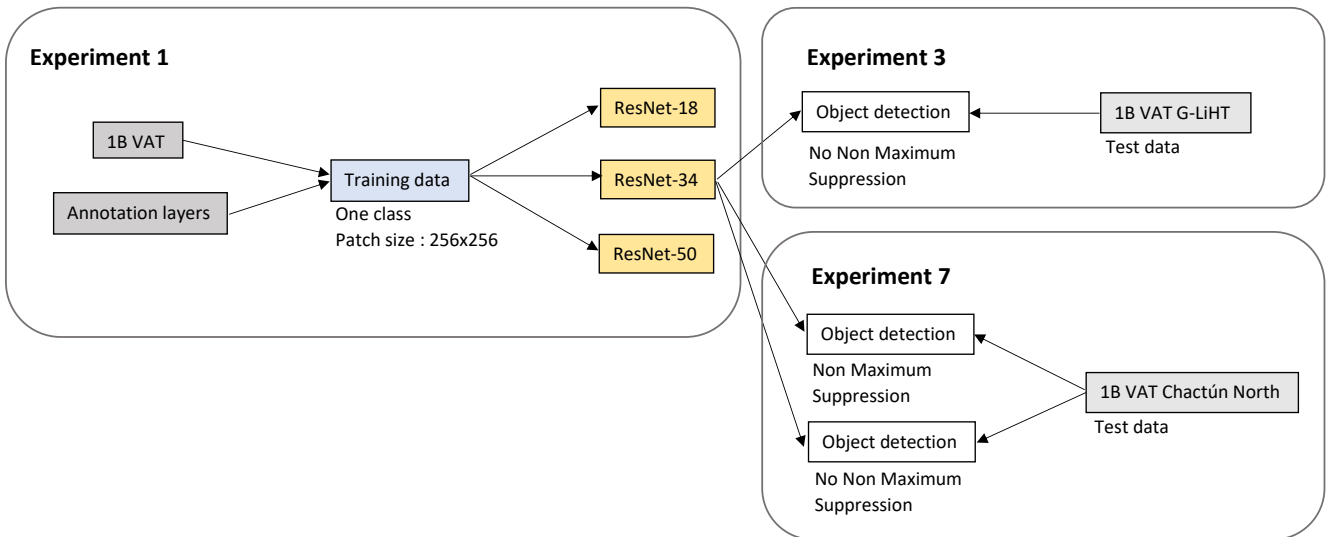 Experiment 1
1B VAT
Annotation layers
Training data
One class
Patch size : 256x256
ResNet-18
ResNet-34
ResNet-50
Experiment 3
Object detection
No Non Maximum
Suppression
1B VAT G-LiHT
Test data
Experiment 7
Object detection
Non Maximum
Suppression
Object detection
No Non Maximum
Suppression
1B VAT Chactún North
Test data